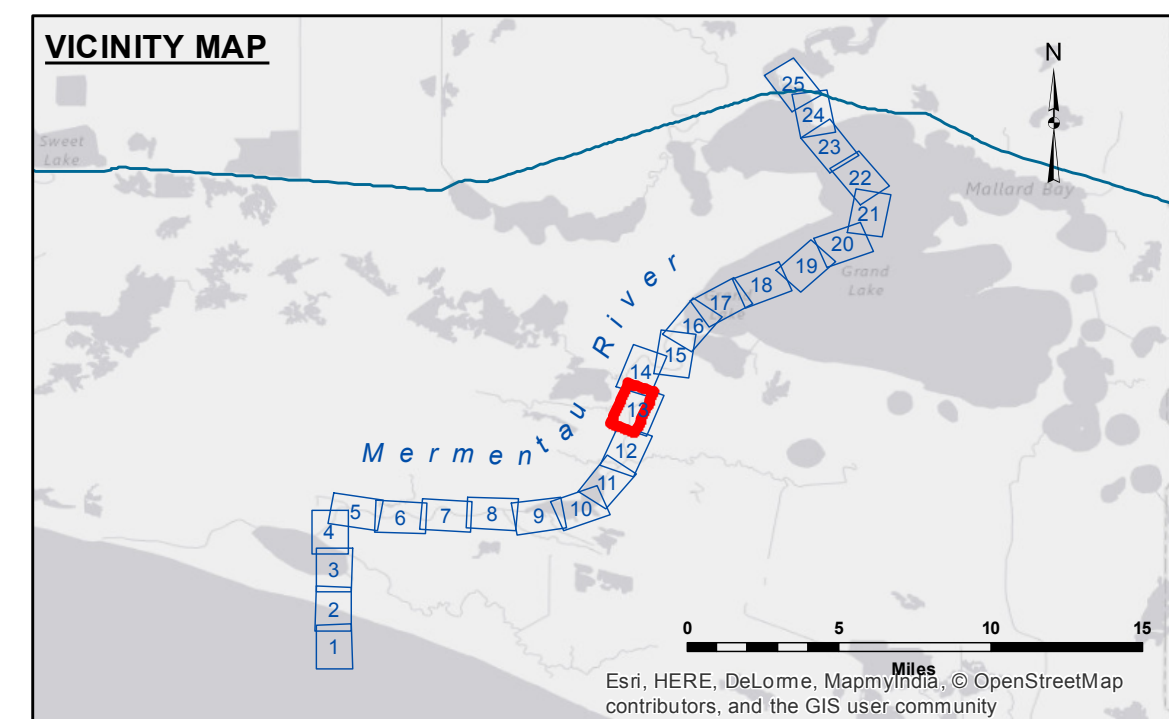 VICINITY MAP
N
25
24
Sweet
Lake
23
22
Mallard Bay
21
20
Grand
Lake
19
18
17
16
15
14
13
12
11
10
9
8
7
6
5
4
3
2
1
Mermentau River
0 5 10 15
Miles
Esri, HERE, DeLorme, MapmyIndia, © OpenStreetMap
contributors, and the GIS user community